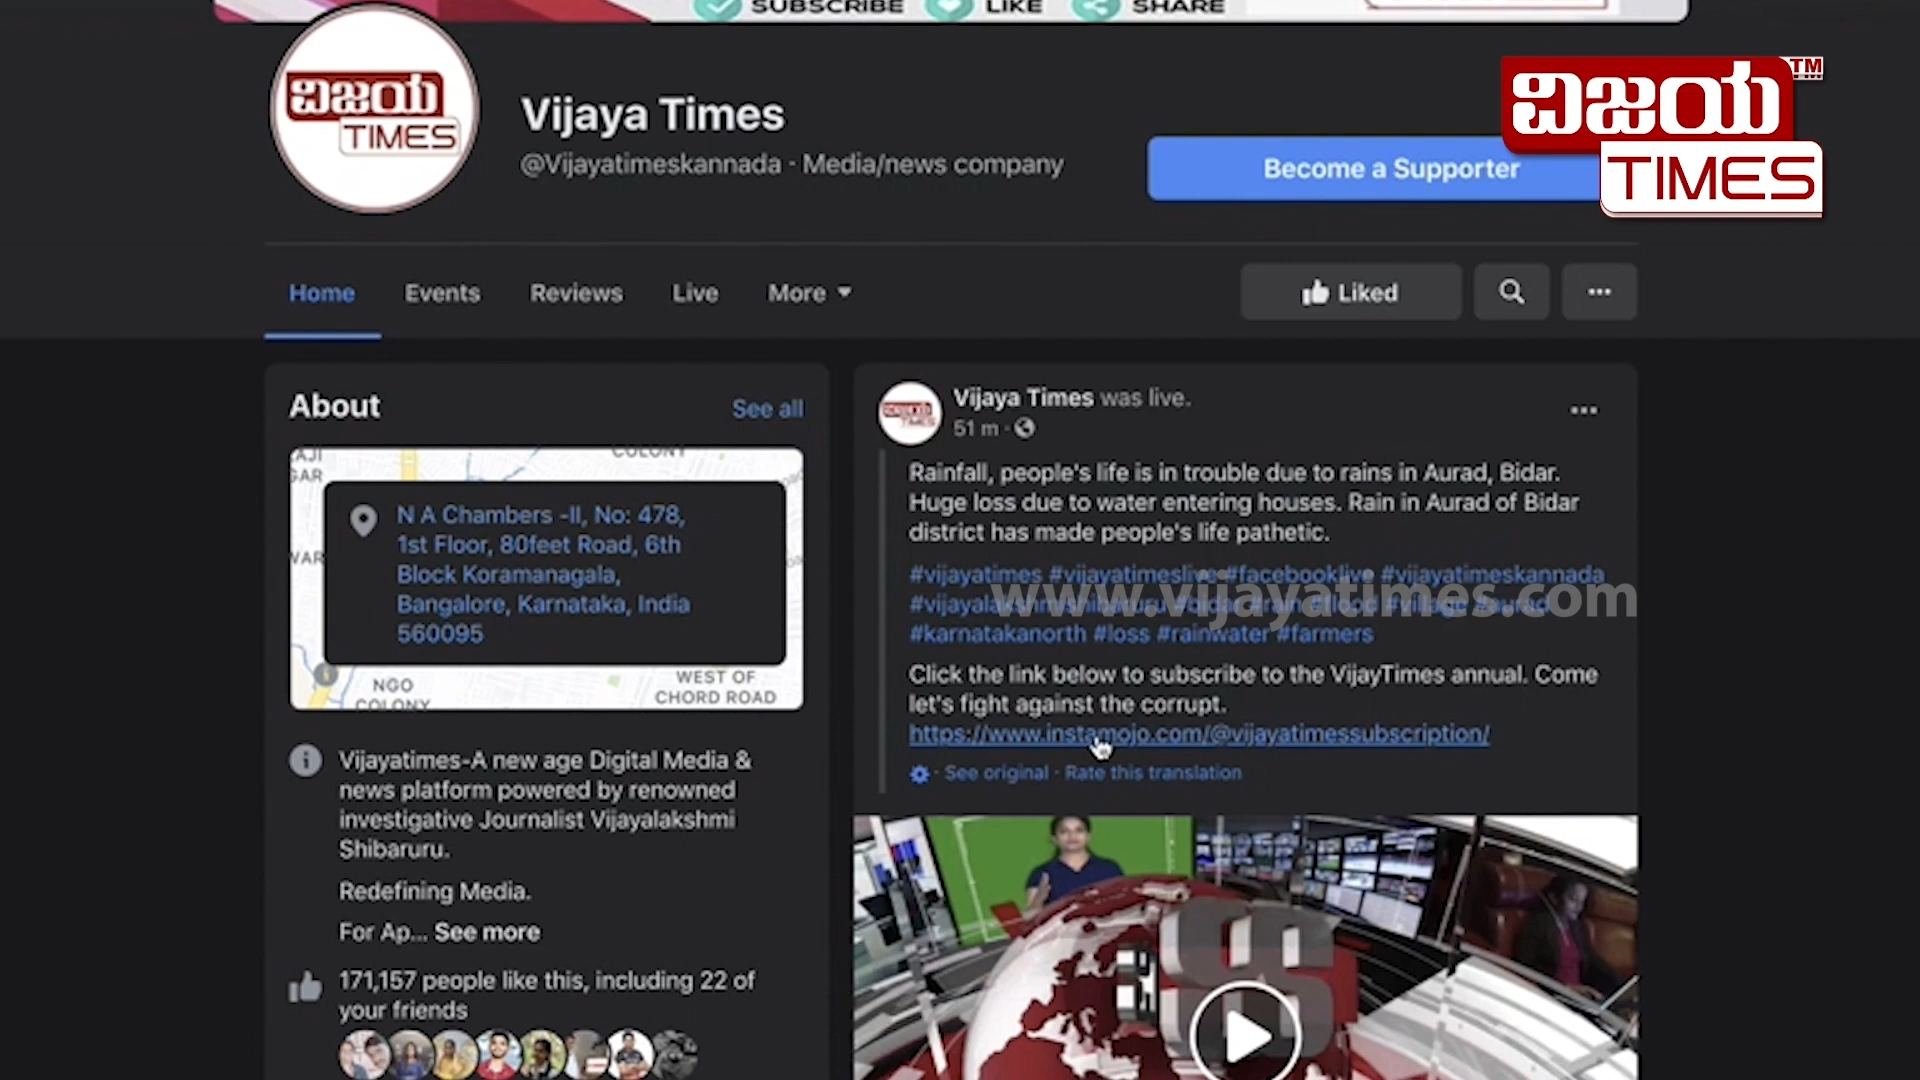 SUBSCRIBE LIKE SHARE
ವಿಜಯ TIMES
Vijaya Times
@Vijayatimeskannada · Media/news company
Become a Supporter
ವಿಜಯ TM
TIMES
Home Events Reviews Live More
Liked
About
See all
COLONY
N A Chambers -II, No: 478,
1st Floor, 80feet Road, 6th
Block Koramanagala,
Bangalore, Karnataka, India
560095
NGO
COLONY
WEST OF
CHORD ROAD
Vijayatimes-A new age Digital Media &
news platform powered by renowned
investigative Journalist Vijayalakshmi
Shibaruru.
Redefining Media.
For Ap... See more
171,157 people like this, including 22 of
your friends
Vijaya Times was live.
51 m ·
Rainfall, people's life is in trouble due to rains in Aurad, Bidar.
Huge loss due to water entering houses. Rain in Aurad of Bidar
district has made people's life pathetic.
#vijayatimes #vijayatimeslive #facebooklive #vijayatimeskannada
#vijayalakshmishibaruru #bidar #rain #flood #village #aurad
#karnatakanorth #loss #rainwater #farmers
www.vijayatimes.com
Click the link below to subscribe to the VijayTimes annual. Come
let's fight against the corrupt.
https://www.instamojo.com/@vijayatimessubscription/
· See original · Rate this translation